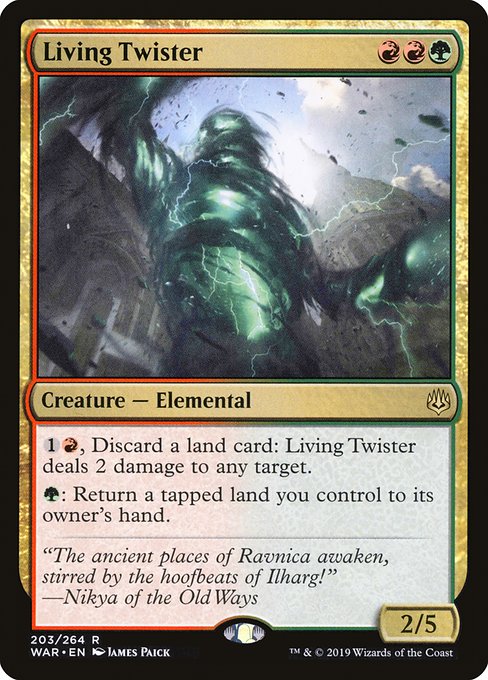 Living Twister
Creature — Elemental
1, Discard a land card: Living Twister
deals 2 damage to any target.
: Return a tapped land you control to its
owner's hand.
“The ancient places of Ravnica awaken,
stirred by the hoofbeats of Ilharg!”
—Nikya of the Old Ways
2/5
203/264 R
WAR • EN JAMES PAICK
™ & © 2019 Wizards of the Coast